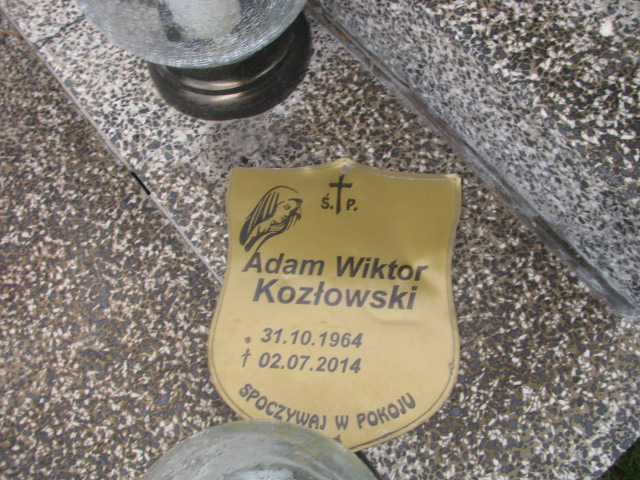 Ś. P.
Adam Wiktor
Kozłowski
* 31.10.1964
† 02.07.2014
SPOCZYWAJ W POKOJU